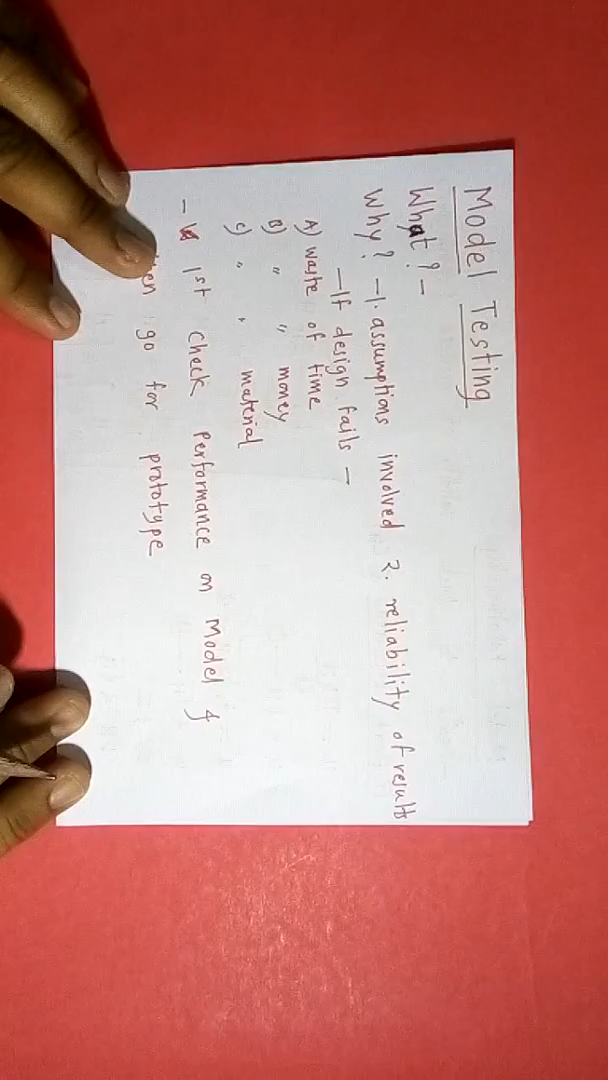 Model Testing
What? -
Why? - 1. assumptions involved 2. reliability of results
- If design fails -
A) Waste of time
B) " " money
C) " " material
- 1st check Performance on Model &
then go for prototype